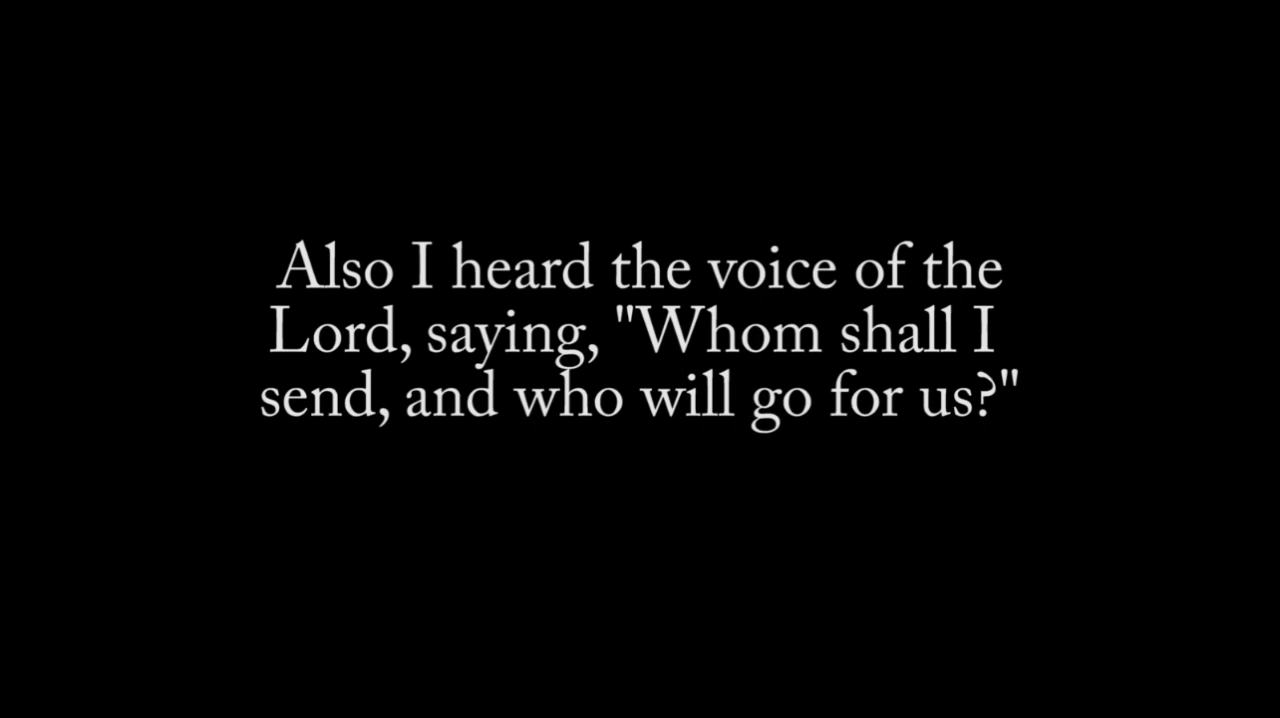 Also I heard the voice of the
Lord, saying, "Whom shall I
send, and who will go for us?"